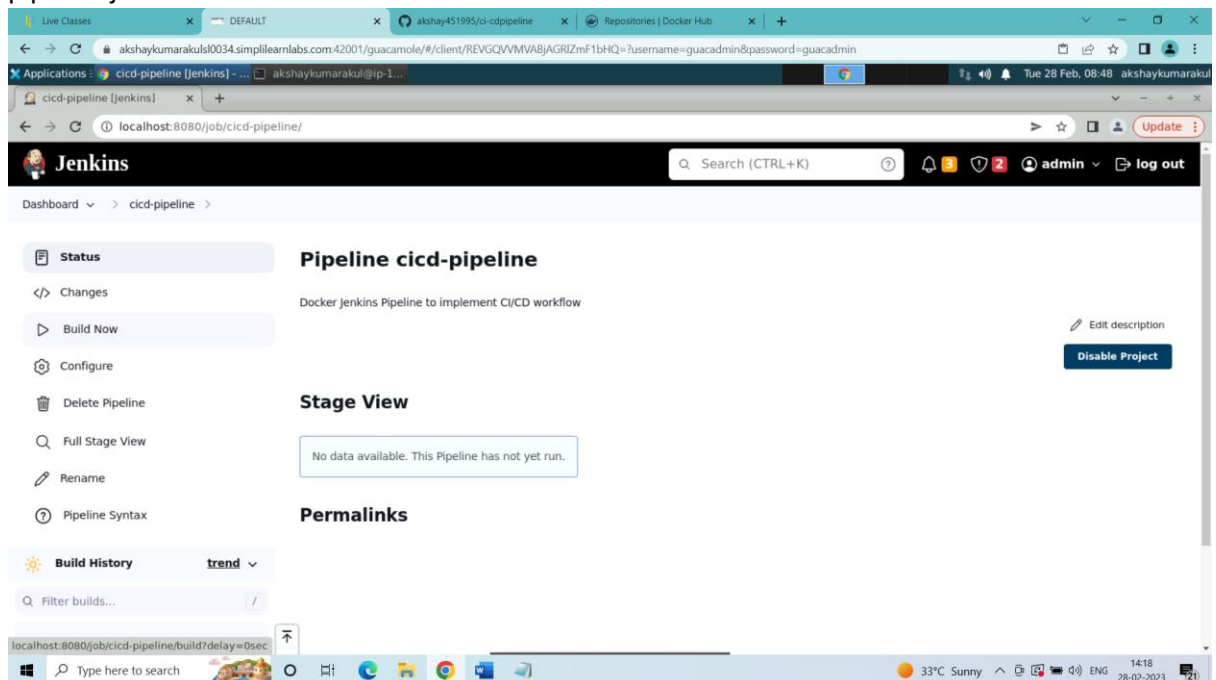 Live Classes DEFAULT akshay451995/ci-cdpipeline Repositories | Docker Hub
akshaykumarakulsl0034.simplilearnlabs.com:42001/guacamole/#/client/REVGQVVMVABjAGRlZmF1bHQ=?username=guacadmin&password=guacadmin
Applications cicd-pipeline [Jenkins] - ... akshaykumarakul@ip-1... Tue 28 Feb, 08:48 akshaykumarakul
cicd-pipeline [Jenkins]
localhost:8080/job/cicd-pipeline/ Update
Jenkins Search (CTRL+K) 3 2 admin log out
Dashboard > cicd-pipeline >
Status
Changes
Build Now
Configure
Delete Pipeline
Full Stage View
Rename
Pipeline Syntax
Build History trend
Filter builds... /
localhost:8080/job/cicd-pipeline/build?delay=0sec
Pipeline cicd-pipeline
Docker Jenkins Pipeline to implement CI/CD workflow
Edit description
Disable Project
Stage View
No data available. This Pipeline has not yet run.
Permalinks
Type here to search 33°C Sunny ENG 14:18
28-02-2023 21